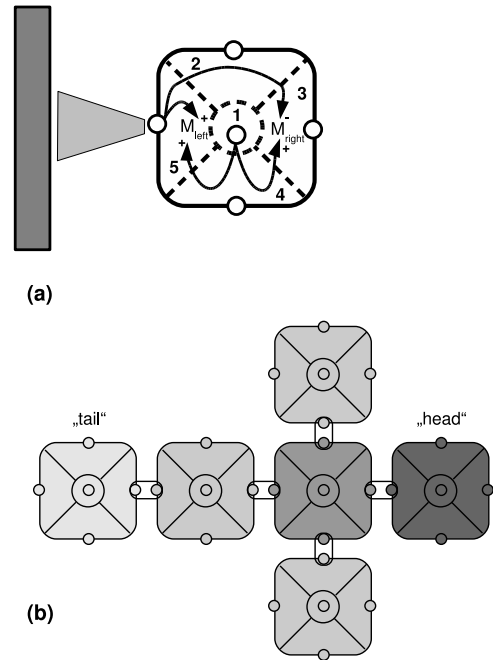 2
3
1
M left +
M right -
+
+
5
4
(a)
„tail“
„head“
(b)